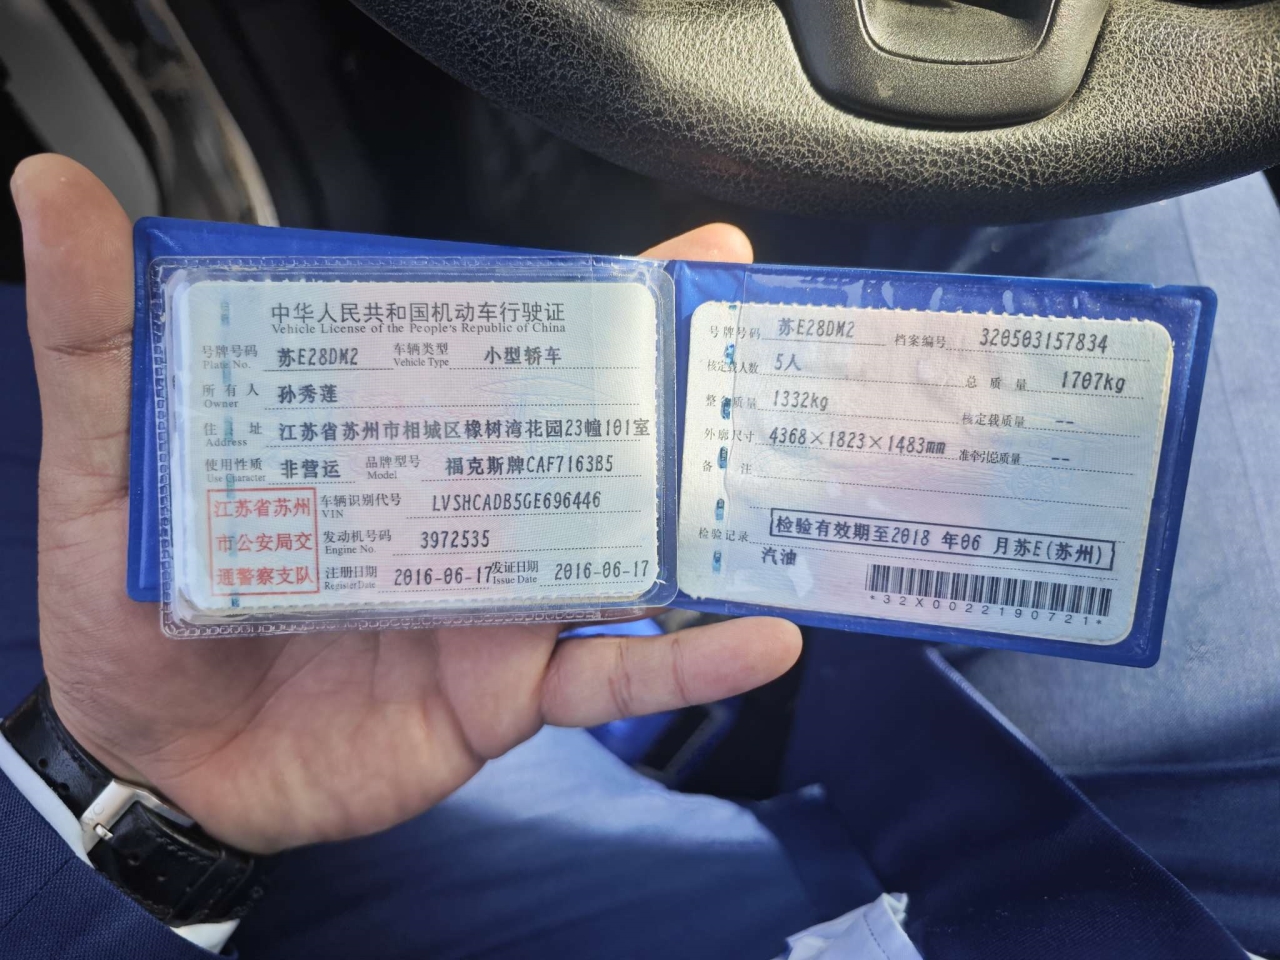 中华人民共和国机动车行驶证
Vehicle License of the People's Republic of China
号牌号码 苏E28DM2 车辆类型 小型轿车
Plate No. Vehicle Type
所有人 孙秀莲
Owner
住址 江苏省苏州市相城区橡树湾花园23幢101室
Address
使用性质 非营运 品牌型号 福克斯牌CAF7163B5
Use Character Model
江苏省苏州
市公安局交
通警察支队
车辆识别代号 LVSHCADB5GE696446
VIN
发动机号码 3972535
Engine No.
注册日期 2016-06-17 发证日期 2016-06-17
Register Date Issue Date
号牌号码 苏E28DM2 档案编号 320503157834
核定载人数 5人 总质量 1707kg
整备质量 1332kg 核定载质量 --
外廓尺寸 4368×1823×1483mm 准牵引总质量 --
备注
检验记录 检验有效期至2018年06月苏E(苏州)
汽油
*32X0022190721*